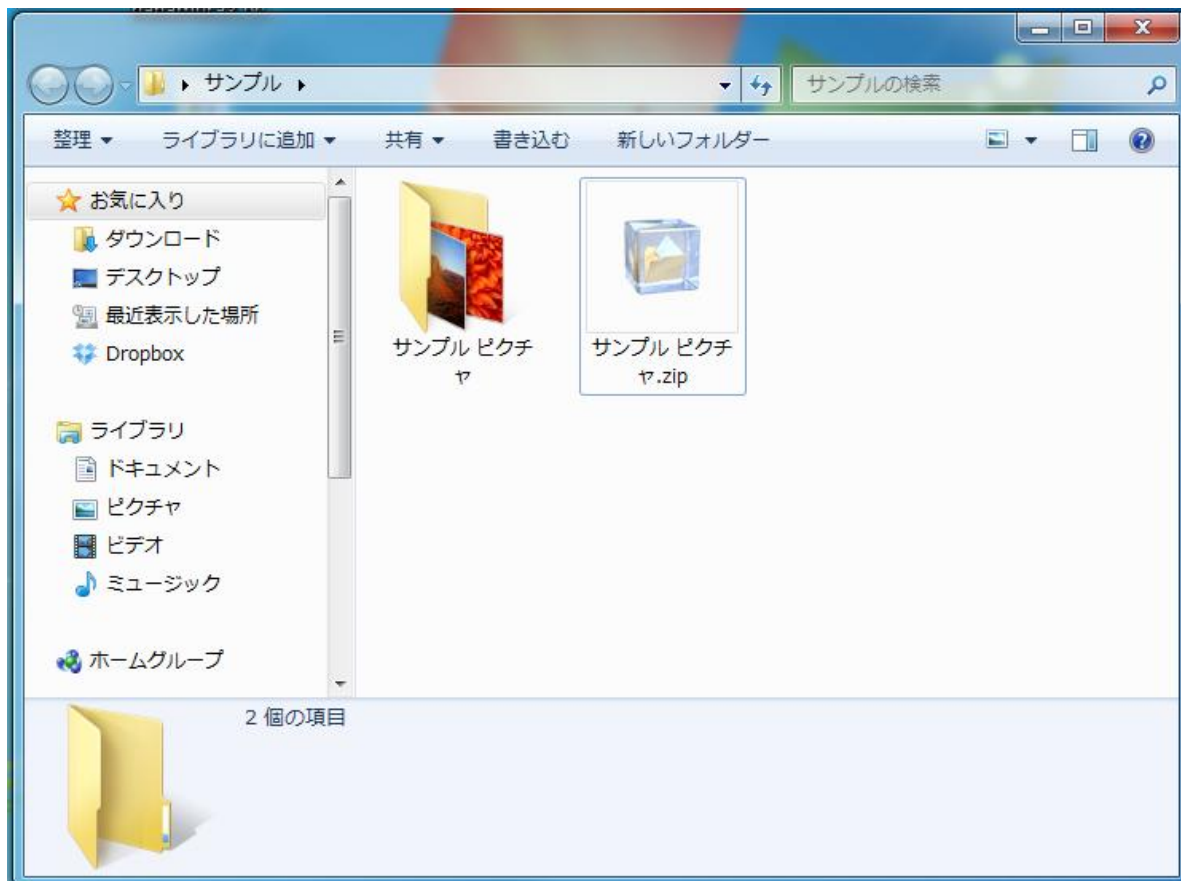 サンプル
サンプルの検索
整理 ライブラリに追加 共有 書き込む 新しいフォルダー
お気に入り
ダウンロード
デスクトップ
最近表示した場所
Dropbox
ライブラリ
ドキュメント
ピクチャ
ビデオ
ミュージック
ホームグループ
サンプル ピクチ
ャ
サンプル ピクチ
ャ.zip
2 個の項目